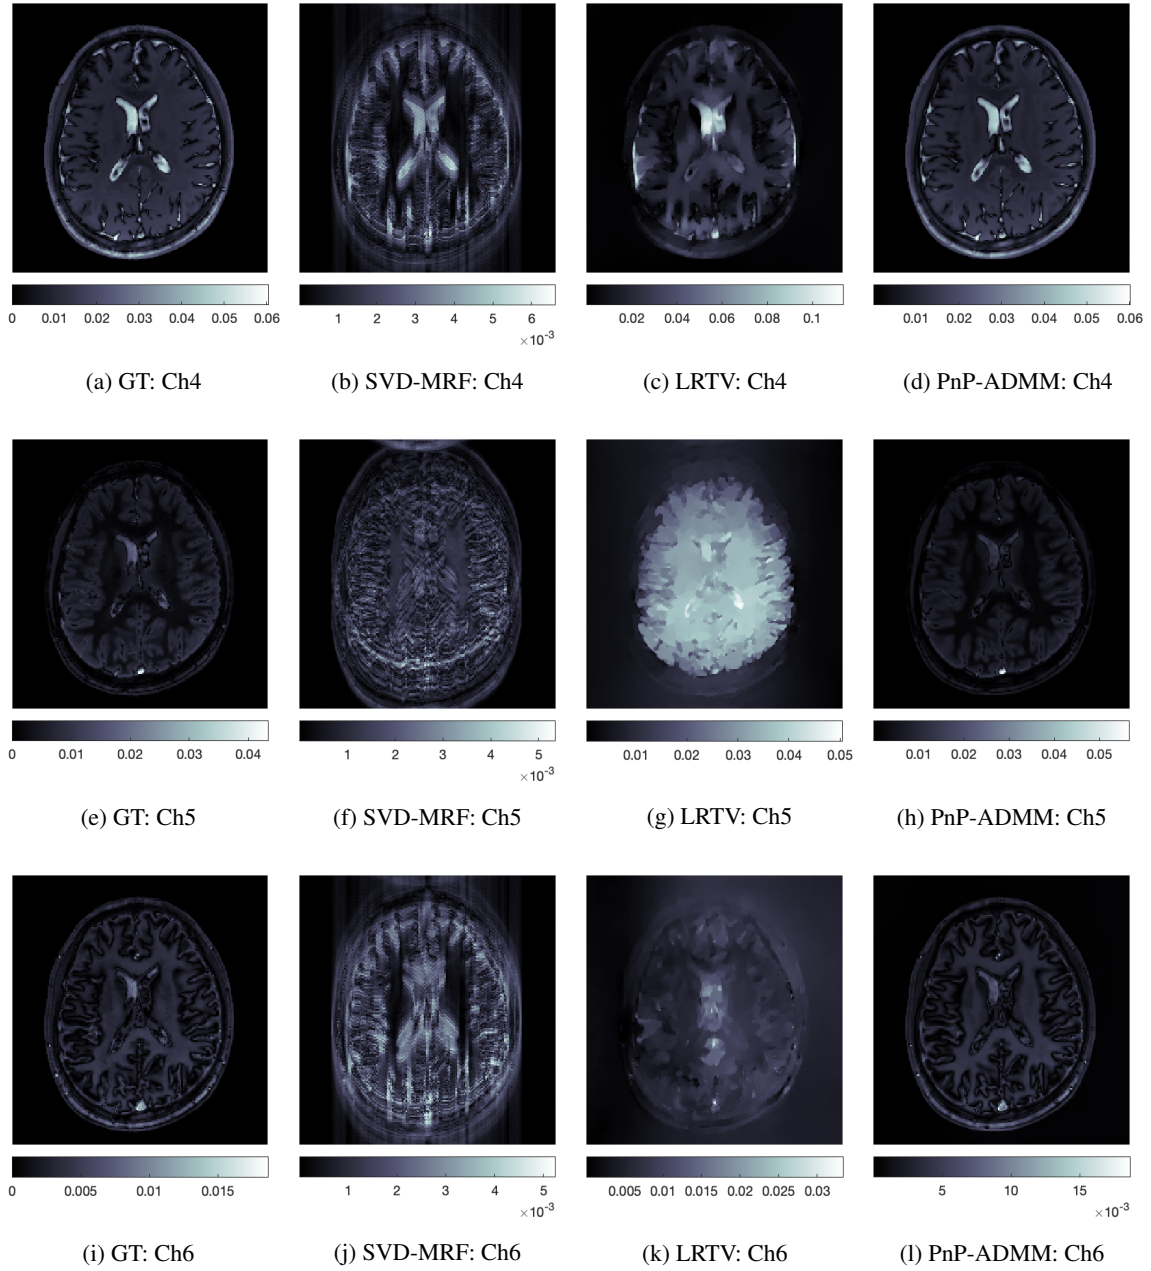 0 0.01 0.02 0.03 0.04 0.05 0.06
1 2 3 4 5 6
×10⁻³
0.02 0.04 0.06 0.08 0.1
0.01 0.02 0.03 0.04 0.05 0.06
(a) GT: Ch4
(b) SVD-MRF: Ch4
(c) LRTV: Ch4
(d) PnP-ADMM: Ch4
0 0.01 0.02 0.03 0.04
1 2 3 4 5
×10⁻³
0.01 0.02 0.03 0.04 0.05
0.01 0.02 0.03 0.04 0.05
(e) GT: Ch5
(f) SVD-MRF: Ch5
(g) LRTV: Ch5
(h) PnP-ADMM: Ch5
0 0.005 0.01 0.015
1 2 3 4 5
×10⁻³
0.005 0.01 0.015 0.02 0.025 0.03
5 10 15
×10⁻³
(i) GT: Ch6
(j) SVD-MRF: Ch6
(k) LRTV: Ch6
(l) PnP-ADMM: Ch6